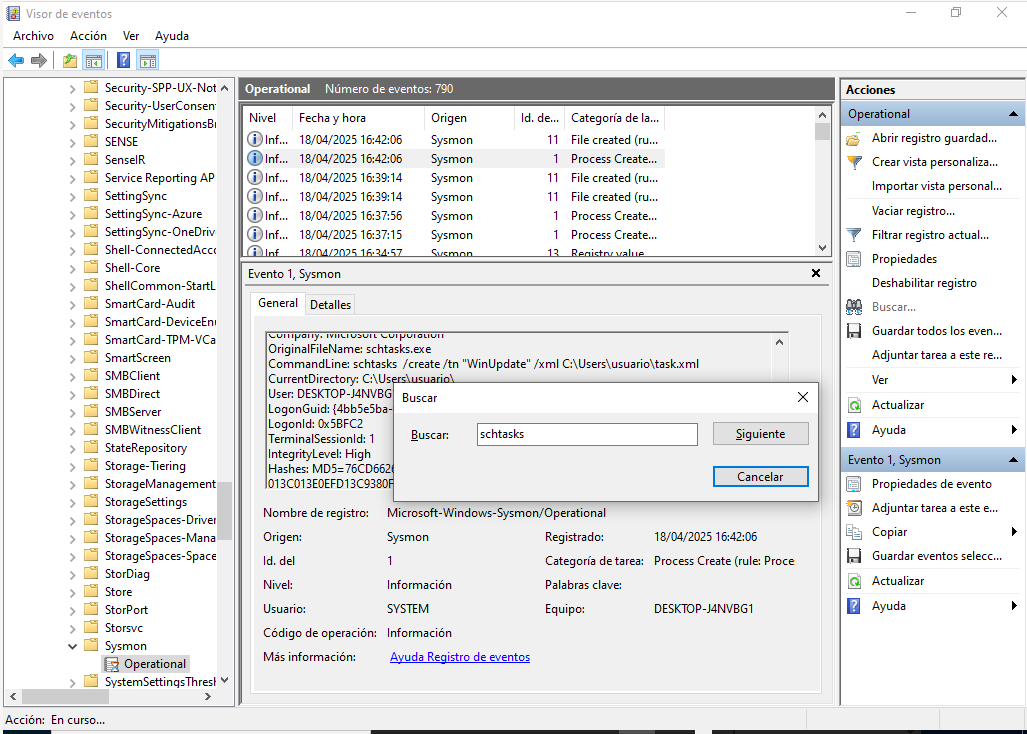 Visor de eventos
Archivo Acción Ver Ayuda
Security-SPP-UX-Not
Security-UserConsen
SecurityMitigationsB
SENSE
SenseIR
Service Reporting AP
SettingSync
SettingSync-Azure
SettingSync-OneDriv
Shell-ConnectedAcc
Shell-Core
ShellCommon-StartL
SmartCard-Audit
SmartCard-DeviceEn
SmartCard-TPM-VCa
SmartScreen
SMBClient
SMBDirect
SMBServer
SMBWitnessClient
StateRepository
Storage-Tiering
StorageManagement
StorageSettings
StorageSpaces-Driver
StorageSpaces-Mana
StorageSpaces-Space
StorDiag
Store
StorPort
Storsvc
Sysmon
Operational
SystemSettingsThresh
Operational Número de eventos: 790
Nivel Fecha y hora Origen Id. de... Categoría de la...
Inf... 18/04/2025 16:42:06 Sysmon 11 File created (ru...
Inf... 18/04/2025 16:42:06 Sysmon 1 Process Create...
Inf... 18/04/2025 16:39:14 Sysmon 11 File created (ru...
Inf... 18/04/2025 16:39:14 Sysmon 11 File created (ru...
Inf... 18/04/2025 16:37:56 Sysmon 1 Process Create...
Inf... 18/04/2025 16:37:15 Sysmon 1 Process Create...
Inf... 18/04/2025 16:34:57 Sysmon 13 Registry value
Evento 1, Sysmon
General Detalles
Company: Microsoft Corporation
OriginalFileName: schtasks.exe
CommandLine: schtasks /create /tn "WinUpdate" /xml C:\Users\usuario\task.xml
CurrentDirectory: C:\Users\usuario\
User: DESKTOP-J4NVBG
LogonGuid: {4bb5e5ba-
LogonId: 0x5BFC2
TerminalSessionId: 1
IntegrityLevel: High
Hashes: MD5=76CD662
013C013E0EFD13C9380F
Buscar
Buscar: schtasks
Siguiente
Cancelar
Nombre de registro: Microsoft-Windows-Sysmon/Operational
Origen: Sysmon Registrado: 18/04/2025 16:42:06
Id. del 1 Categoría de tarea: Process Create (rule: Proce
Nivel: Información Palabras clave:
Usuario: SYSTEM Equipo: DESKTOP-J4NVBG1
Código de operación: Información
Más información: Ayuda Registro de eventos
Acciones
Operational
Abrir registro guardad...
Crear vista personaliza...
Importar vista personal...
Vaciar registro...
Filtrar registro actual...
Propiedades
Deshabilitar registro
Buscar...
Guardar todos los even...
Adjuntar tarea a este re...
Ver
Actualizar
Ayuda
Evento 1, Sysmon
Propiedades de evento
Adjuntar tarea a este e...
Copiar
Guardar eventos selecc...
Actualizar
Ayuda
Acción: En curso...